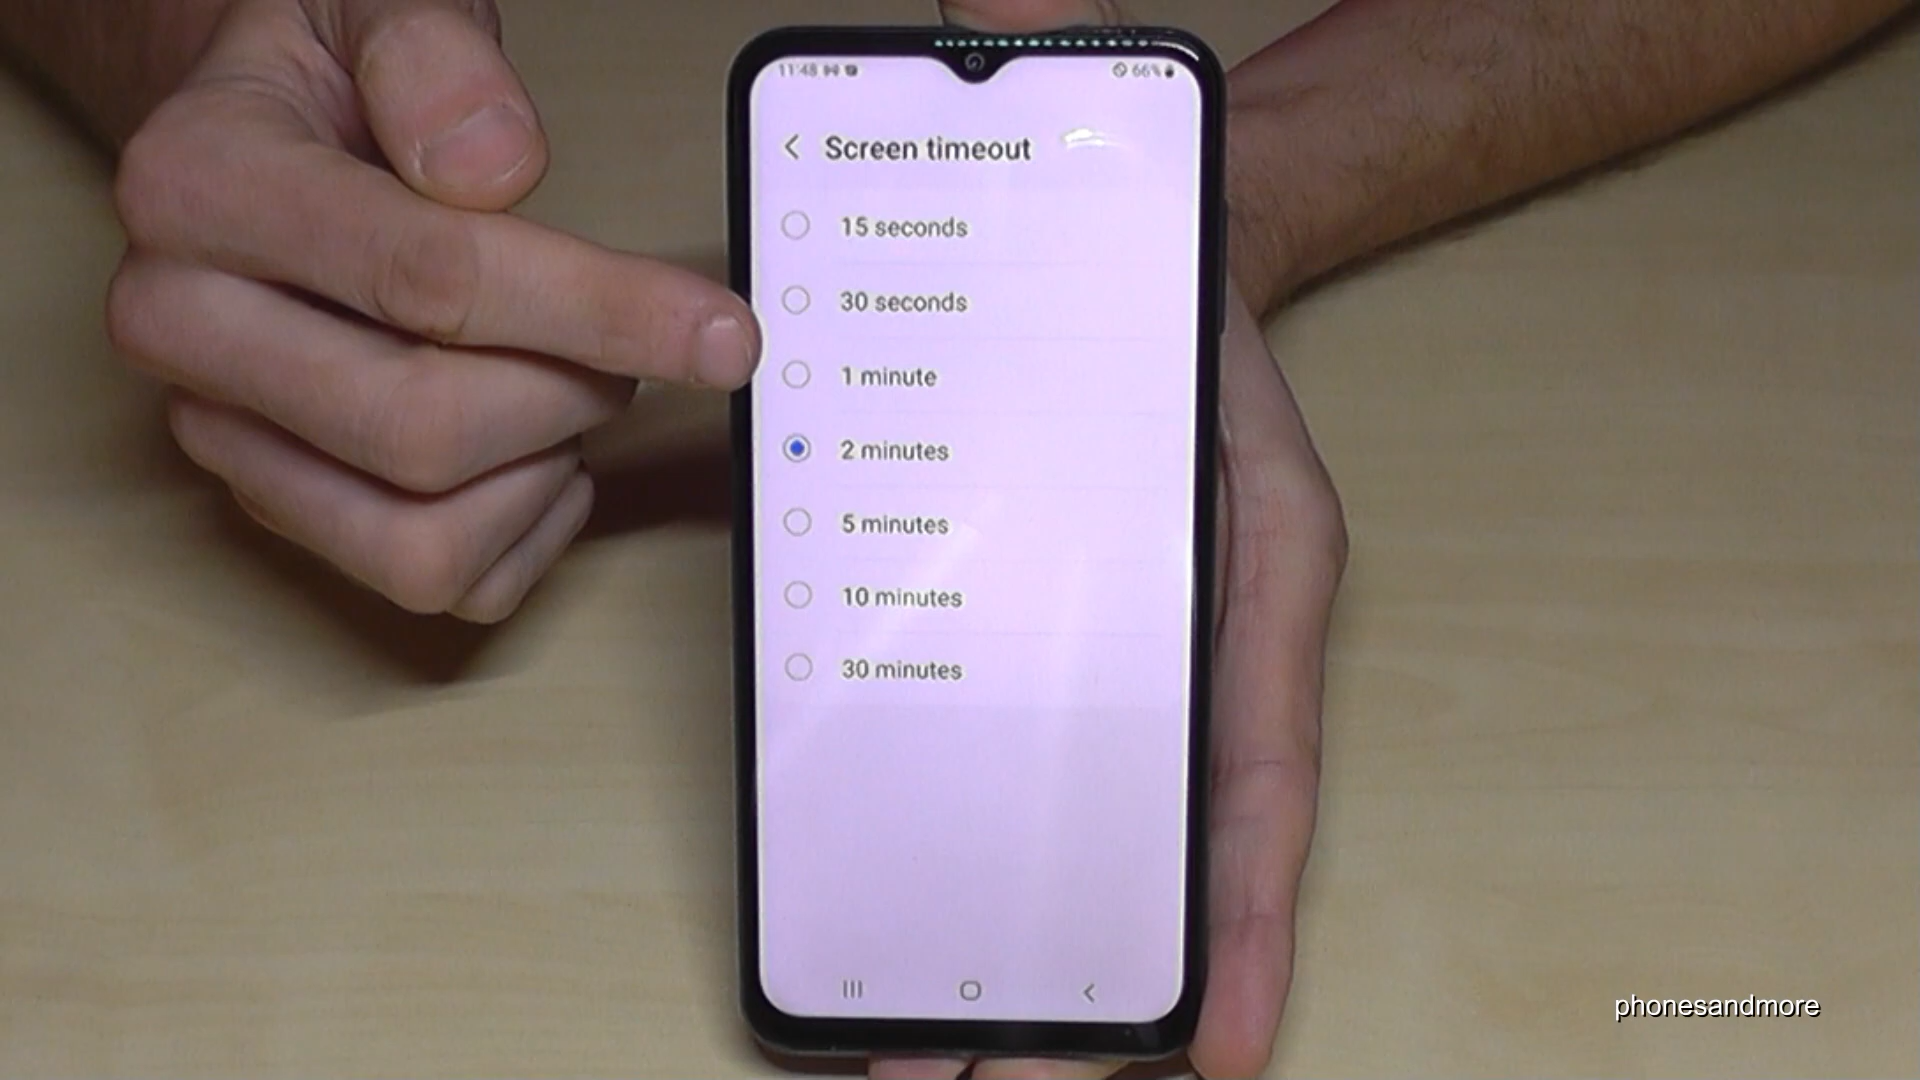 11:48
66%
Screen timeout
15 seconds
30 seconds
1 minute
2 minutes
5 minutes
10 minutes
30 minutes
phonesandmore